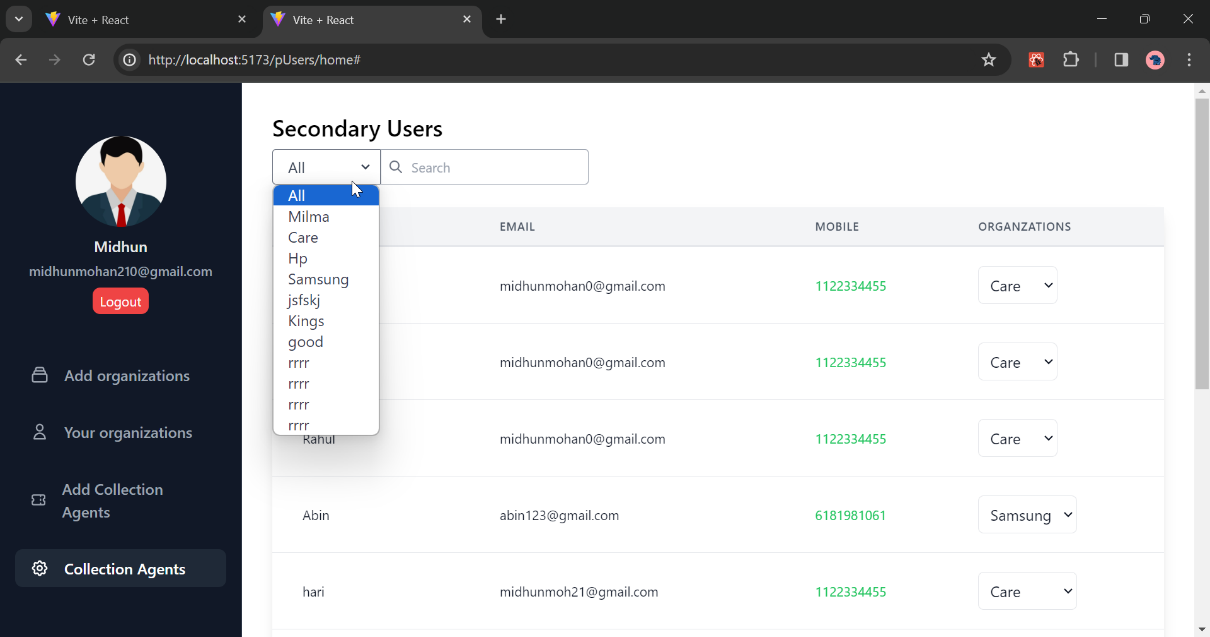 Vite + React
Vite + React
http://localhost:5173/pUsers/home#
Midhun
midhunmohan210@gmail.com
Logout
Add organizations
Your organizations
Add Collection
Agents
Collection Agents
Secondary Users
All
Search
All
Milma
Care
Hp
Samsung
jsfskj
Kings
good
rrrr
rrrr
rrrr
rrrr
EMAIL MOBILE ORGANZATIONS
midhunmohan0@gmail.com 1122334455 Care
midhunmohan0@gmail.com 1122334455 Care
Rahul midhunmohan0@gmail.com 1122334455 Care
Abin abin123@gmail.com 6181981061 Samsung
hari midhunmoh21@gmail.com 1122334455 Care